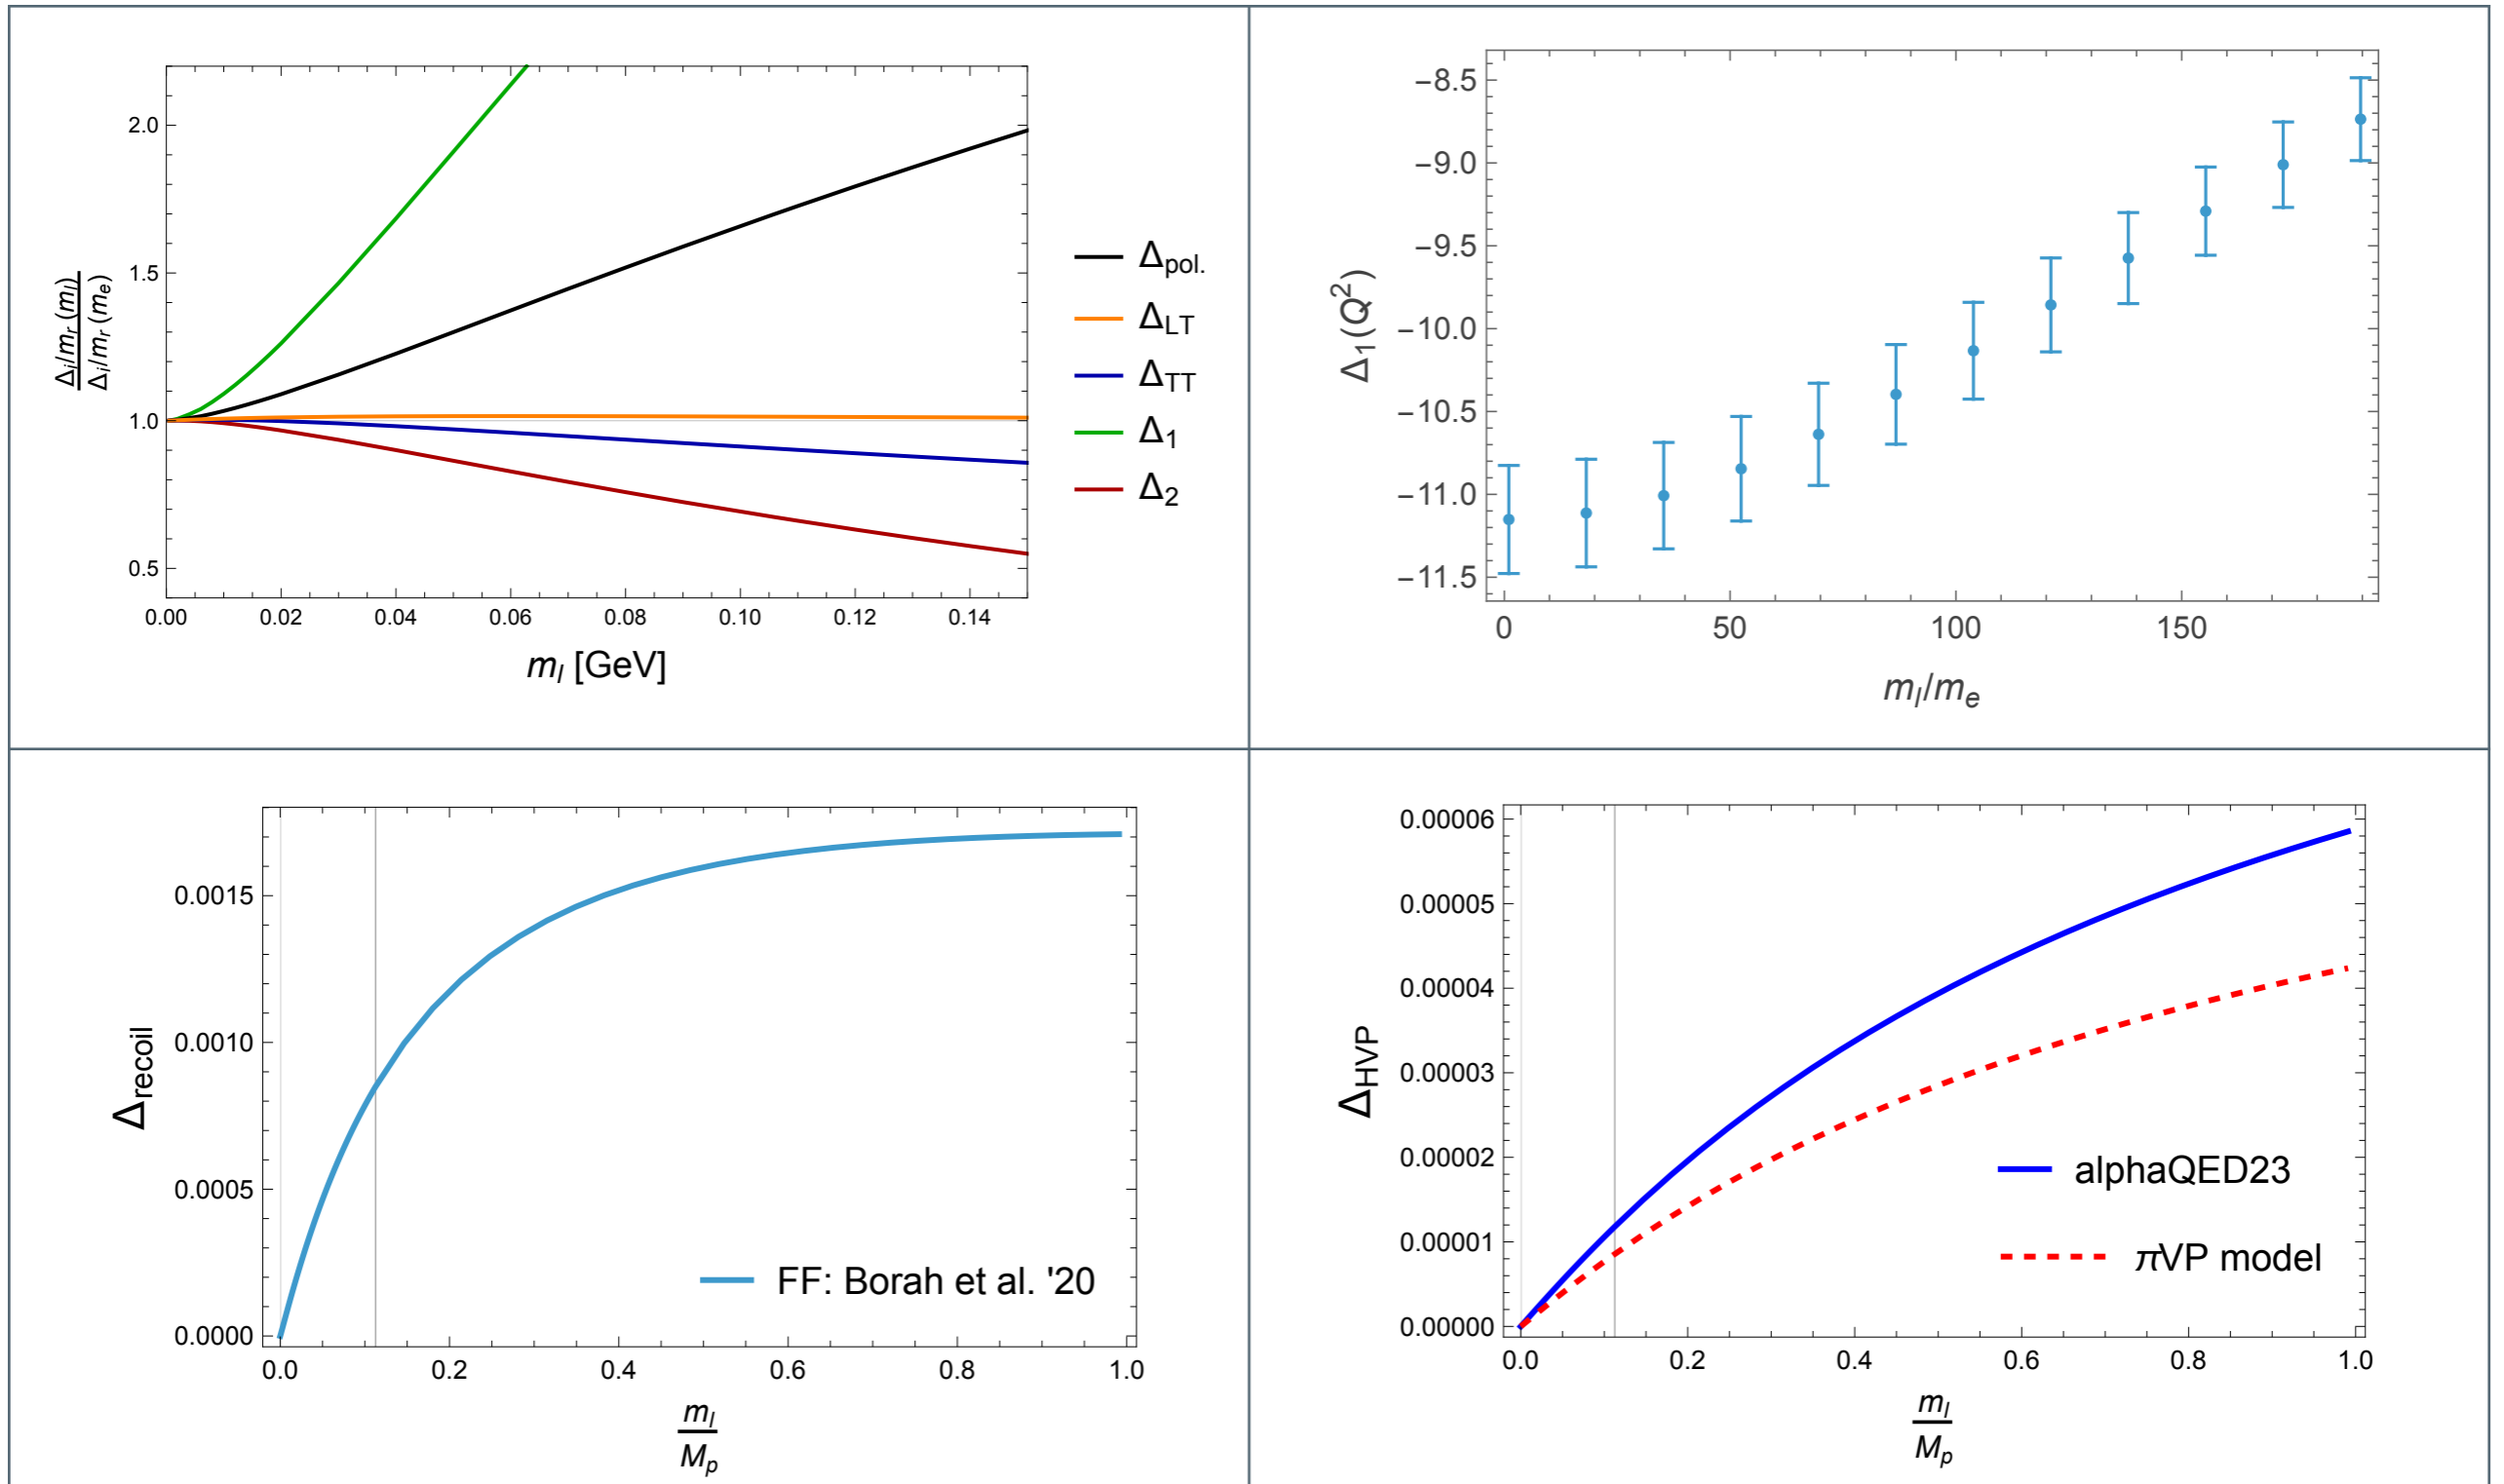 2.0
1.5
1.0
0.5
0.00 0.02 0.04 0.06 0.08 0.10 0.12 0.14
Δi/mr (ml)
Δi/mr (me)
ml [GeV]
Δpol.
ΔLT
ΔTT
Δ1
Δ2
-8.5
-9.0
-9.5
-10.0
-10.5
-11.0
-11.5
0 50 100 150
Δ1(Q²)
ml/me
0.0015
0.0010
0.0005
0.0000
0.0 0.2 0.4 0.6 0.8 1.0
Δrecoil
FF: Borah et al. '20
ml
Mp
0.00006
0.00005
0.00004
0.00003
0.00002
0.00001
0.00000
0.0 0.2 0.4 0.6 0.8 1.0
ΔHVP
alphaQED23
πVP model
ml
Mp